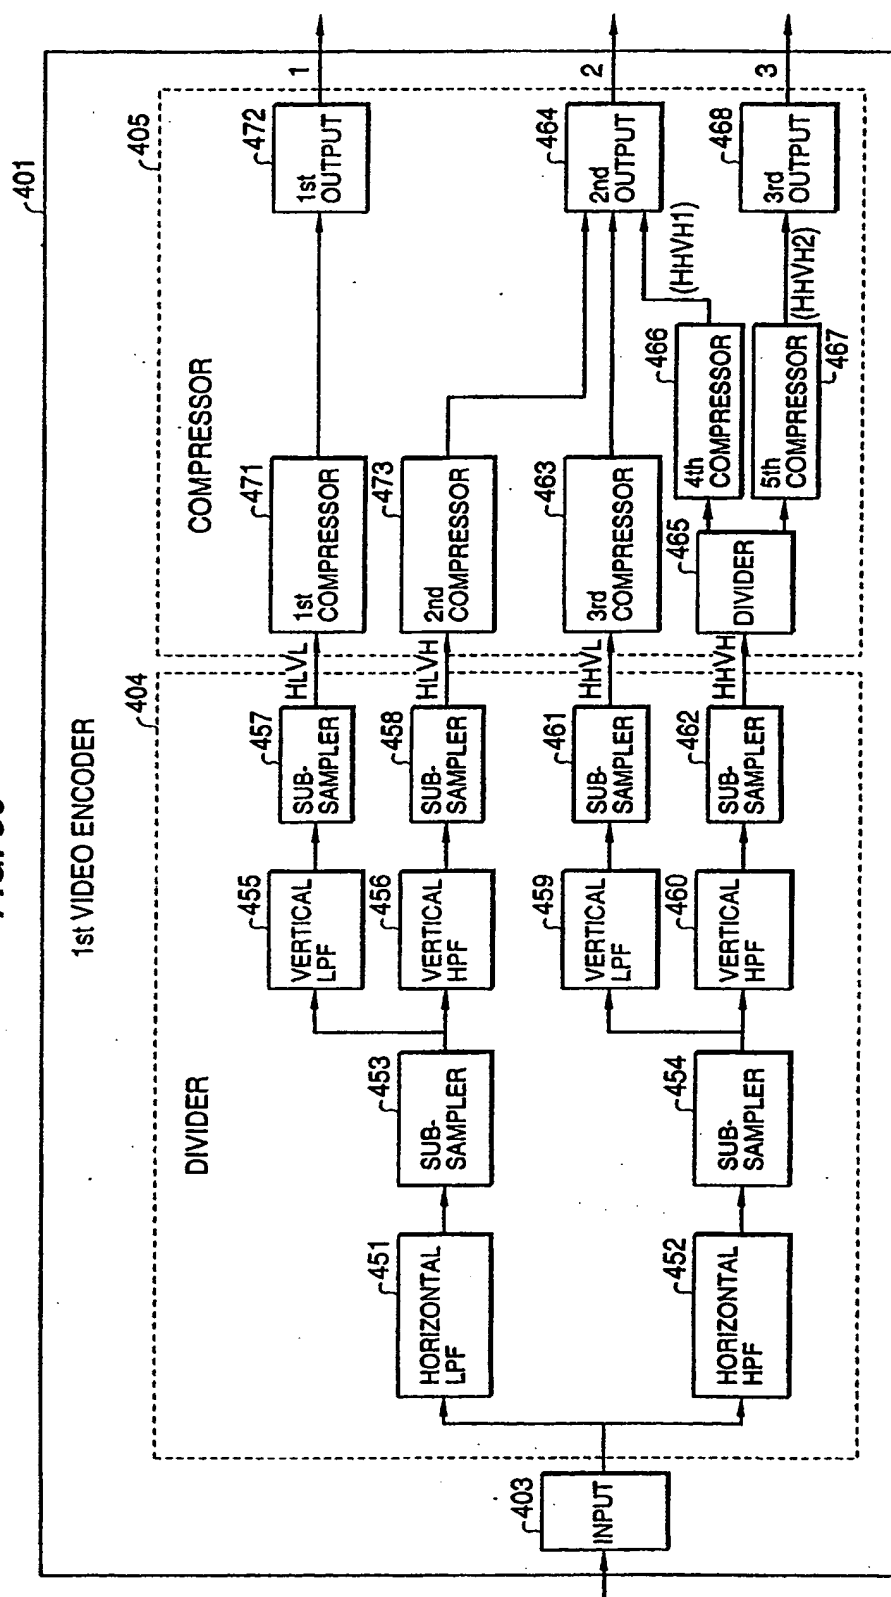 1st VIDEO ENCODER
401
403
INPUT
DIVIDER
404
451
HORIZONTAL
LPF
453
SUB-
SAMPLER
455
VERTICAL
LPF
457
SUB-
SAMPLER
HLVL
456
VERTICAL
HPF
458
SUB-
SAMPLER
HLVH
452
HORIZONTAL
HPF
454
SUB-
SAMPLER
459
VERTICAL
LPF
461
SUB-
SAMPLER
HHVL
460
VERTICAL
HPF
462
SUB-
SAMPLER
HHVH
COMPRESSOR
405
471
1st
COMPRESSOR
472
1st
OUTPUT
1
473
2nd
COMPRESSOR
463
3rd
COMPRESSOR
464
2nd
OUTPUT
2
465
DIVIDER
466
4th
COMPRESSOR
(HHVH1)
5th
COMPRESSOR
467
(HHVH2)
468
3rd
OUTPUT
3